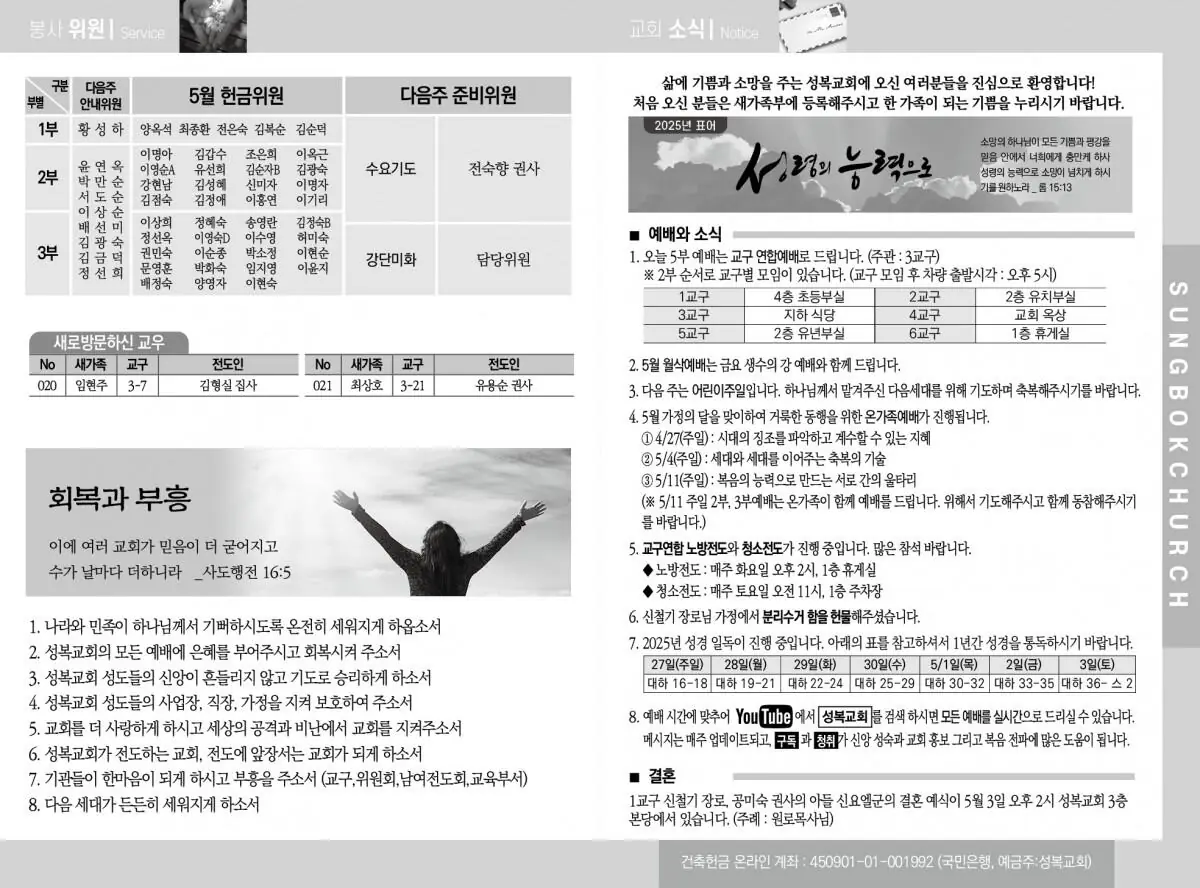 봉사 위원 | Service
구분
부별
다음주
안내위원
5월 헌금위원
다음주 준비위원
1부
황 성 하
양옥석 최종환 전은숙 김복순 김순덕
2부
윤 연 옥
박 만 순
서 도 순
이 상 순
배 선 미
김 광 숙
김 금 덕
정 선 희
이명아 김갑수 조은희 이옥근
이영순A 유선희 김순자B 김광숙
강현남 김성혜 신미자 이명자
김점숙 김정애 이흥연 이기리
3부
이상희 정혜숙 송영란 김정숙B
정선옥 이영숙D 이수영 허미숙
권민숙 이순종 박소정 이현순
문영훈 박화숙 임지영 이윤지
배정숙 양영자 이현숙
수요기도
전숙향 권사
강단미화
담당위원
새로방문하신 교우
No 새가족 교구 전도인
020 임현주 3-7 김형실 집사
No 새가족 교구 전도인
021 최상호 3-21 유용순 권사
회복과 부흥
이에 여러 교회가 믿음이 더 굳어지고
수가 날마다 더하니라 _사도행전 16:5
1. 나라와 민족이 하나님께서 기뻐하시도록 온전히 세워지게 하옵소서
2. 성복교회의 모든 예배에 은혜를 부어주시고 회복시켜 주소서
3. 성복교회 성도들의 신앙이 흔들리지 않고 기도로 승리하게 하소서
4. 성복교회 성도들의 사업장, 직장, 가정을 지켜 보호하여 주소서
5. 교회를 더 사랑하게 하시고 세상의 공격과 비난에서 교회를 지켜주소서
6. 성복교회가 전도하는 교회, 전도에 앞장서는 교회가 되게 하소서
7. 기관들이 한마음이 되게 하시고 부흥을 주소서 (교구,위원회,남여전도회,교육부서)
8. 다음 세대가 든든히 세워지게 하소서
교회 소식 | Notice
삶에 기쁨과 소망을 주는 성복교회에 오신 여러분들을 진심으로 환영합니다!
처음 오신 분들은 새가족부에 등록해주시고 한 가족이 되는 기쁨을 누리시기 바랍니다.
2025년 표어
성령의 능력으로
소망의 하나님이 모든 기쁨과 평강을
믿음 안에서 너희에게 충만케 하사
성령의 능력으로 소망이 넘치게 하시
기를 원하노라 _ 롬 15:13
■ 예배와 소식
1. 오늘 5부 예배는 교구 연합예배로 드립니다. (주관 : 3교구)
※ 2부 순서로 교구별 모임이 있습니다. (교구 모임 후 차량 출발시각 : 오후 5시)
1교구 4층 초등부실 2교구 2층 유치부실
3교구 지하 식당 4교구 교회 옥상
5교구 2층 유년부실 6교구 1층 휴게실
2. 5월 월삭예배는 금요 생수의 강 예배와 함께 드립니다.
3. 다음 주는 어린이주일입니다. 하나님께서 맡겨주신 다음세대를 위해 기도하며 축복해주시기를 바랍니다.
4. 5월 가정의 달을 맞이하여 거룩한 동행을 위한 온가족예배가 진행됩니다.
① 4/27(주일) : 시대의 징조를 파악하고 계수할 수 있는 지혜
② 5/4(주일) : 세대와 세대를 이어주는 축복의 기술
③ 5/11(주일) : 복음의 능력으로 만드는 서로 간의 울타리
(※ 5/11 주일 2부, 3부예배는 온가족이 함께 예배를 드립니다. 위해서 기도해주시고 함께 동참해주시기
를 바랍니다.)
5. 교구연합 노방전도와 청소전도가 진행 중입니다. 많은 참석 바랍니다.
◆ 노방전도 : 매주 화요일 오후 2시, 1층 휴게실
◆ 청소전도 : 매주 토요일 오전 11시, 1층 주차장
6. 신철기 장로님 가정에서 분리수거 함을 헌물해주셨습니다.
7. 2025년 성경 일독이 진행 중입니다. 아래의 표를 참고하셔서 1년간 성경을 통독하시기 바랍니다.
27일(주일) 28일(월) 29일(화) 30일(수) 5/1일(목) 2일(금) 3일(토)
대하 16-18 대하 19-21 대하 22-24 대하 25-29 대하 30-32 대하 33-35 대하 36- 스 2
8. 예배 시간에 맞추어 YouTube에서 성복교회를 검색 하시면 모든 예배를 실시간으로 드리실 수 있습니다.
메시지는 매주 업데이트되고, 구독 과 청취가 신앙 성숙과 교회 홍보 그리고 복음 전파에 많은 도움이 됩니다.
■ 결혼
1교구 신철기 장로, 공미숙 권사의 아들 신요엘군의 결혼 예식이 5월 3일 오후 2시 성복교회 3층
본당에서 있습니다. (주례 : 원로목사님)
건축헌금 온라인 계좌 : 450901-01-001992 (국민은행, 예금주:성복교회)
SUNGBOKCHURCH